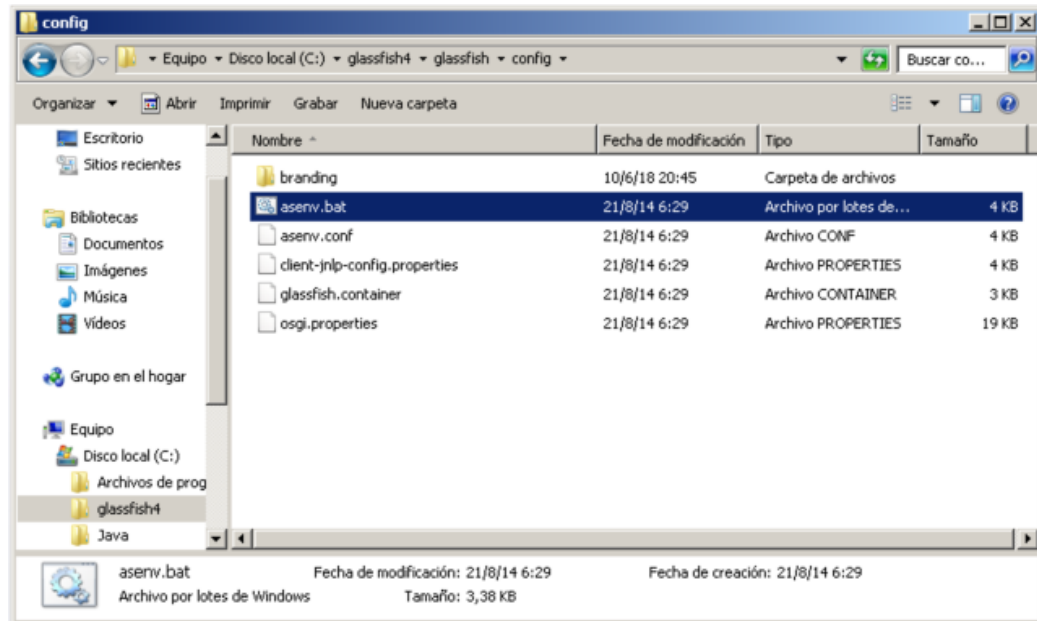 config
Equipo Disco local (C:) glassfish4 glassfish config
Buscar co...
Organizar Abrir Imprimir Grabar Nueva carpeta
Escritorio
Sitios recientes
Bibliotecas
Documentos
Imágenes
Música
Vídeos
Grupo en el hogar
Equipo
Disco local (C:)
Archivos de prog
glassfish4
Java
Nombre Fecha de modificación Tipo Tamaño
branding 10/6/18 20:45 Carpeta de archivos
asenv.bat 21/8/14 6:29 Archivo por lotes de... 4 KB
asenv.conf 21/8/14 6:29 Archivo CONF 4 KB
client-jnlp-config.properties 21/8/14 6:29 Archivo PROPERTIES 4 KB
glassfish.container 21/8/14 6:29 Archivo CONTAINER 3 KB
osgi.properties 21/8/14 6:29 Archivo PROPERTIES 19 KB
asenv.bat Fecha de modificación: 21/8/14 6:29 Fecha de creación: 21/8/14 6:29
Archivo por lotes de Windows Tamaño: 3,38 KB